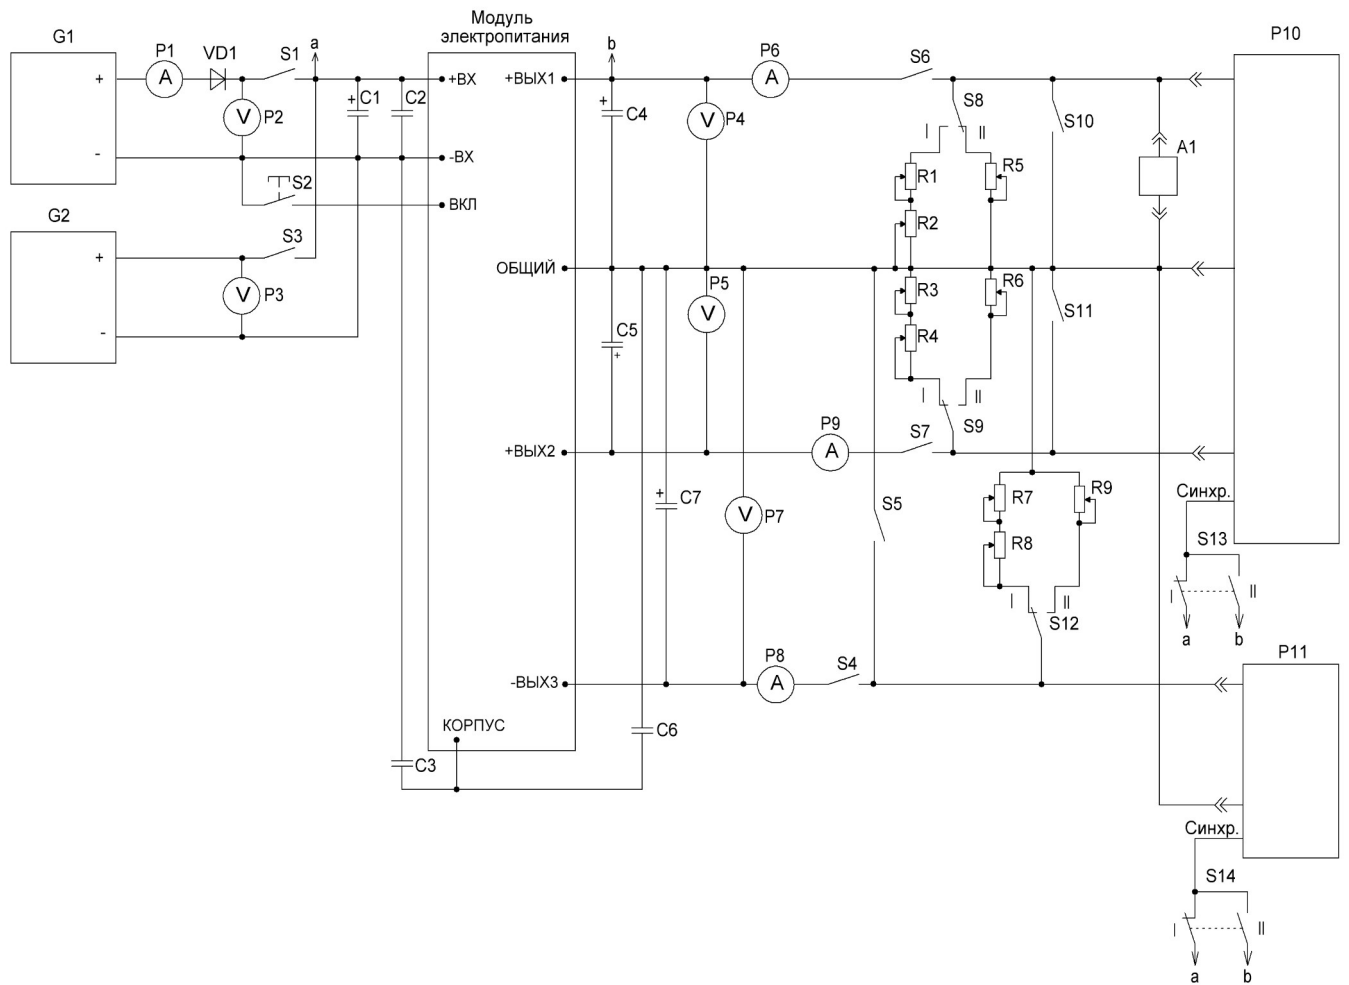 Модуль
электропитания
G1
+
-
P1
A
VD1
S1
a
V
P2
S2
C1
+
C2
+ВХ
-ВХ
ВКЛ
G2
+
-
S3
V
P3
b
+ВЫХ1
+
C4
V
P4
P6
A
S6
S8
I
II
S10
R1
R5
R2
A1
P10
ОБЩИЙ
P5
V
R3
R6
S11
C5
+
R4
I
II
S9
+ВЫХ2
P9
A
S7
+
C7
V
P7
S5
R7
R9
R8
I
II
S12
Синхр.
S13
I
II
a
b
-ВЫХ3
P8
A
S4
P11
КОРПУС
C3
C6
Синхр.
S14
I
II
a
b